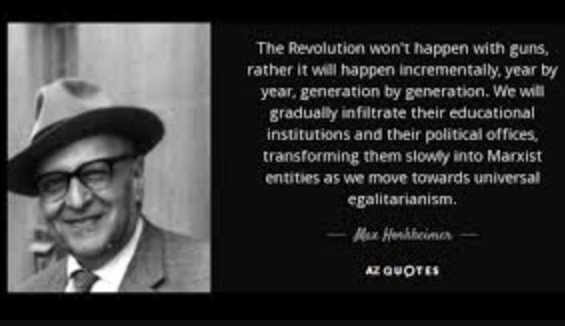 The Revolution won't happen with guns,
rather it will happen incrementally, year by
year, generation by generation. We will
gradually infiltrate their educational
institutions and their political offices,
transforming them slowly into Marxist
entities as we move towards universal
egalitarianism.
— Max Horkheimer —
AZ QUOTES